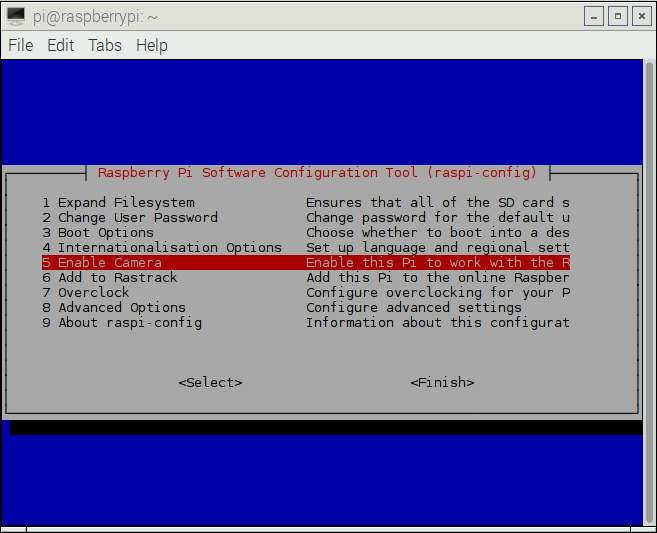 pi@raspberrypi: ~
File Edit Tabs Help
Raspberry Pi Software Configuration Tool (raspi-config)
1 Expand Filesystem Ensures that all of the SD card s
2 Change User Password Change password for the default u
3 Boot Options Choose whether to boot into a des
4 Internationalisation Options Set up language and regional sett
5 Enable Camera Enable this Pi to work with the R
6 Add to Rastrack Add this Pi to the online Raspber
7 Overclock Configure overclocking for your P
8 Advanced Options Configure advanced settings
9 About raspi-config Information about this configurat
<Select> <Finish>